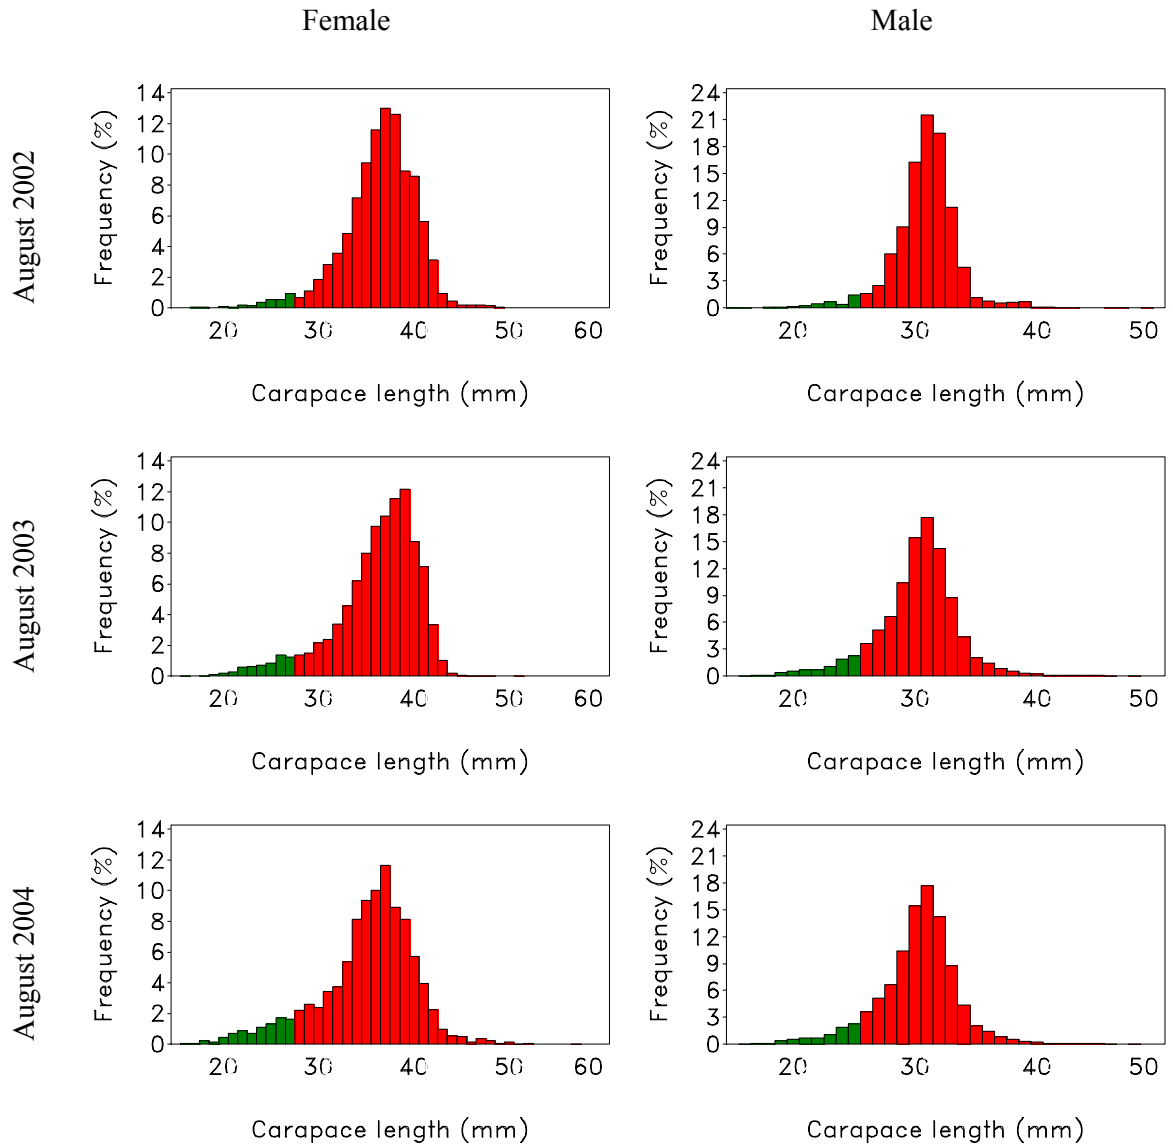 Female Male
August 2002
Frequency (%)
14
12
10
8
6
4
2
0
20 30 40 50 60
Carapace length (mm)
Frequency (%)
24
21
18
15
12
9
6
3
0
20 30 40 50
Carapace length (mm)
August 2003
Frequency (%)
14
12
10
8
6
4
2
0
20 30 40 50 60
Carapace length (mm)
Frequency (%)
24
21
18
15
12
9
6
3
0
20 30 40 50
Carapace length (mm)
August 2004
Frequency (%)
14
12
10
8
6
4
2
0
20 30 40 50 60
Carapace length (mm)
Frequency (%)
24
21
18
15
12
9
6
3
0
20 30 40 50
Carapace length (mm)